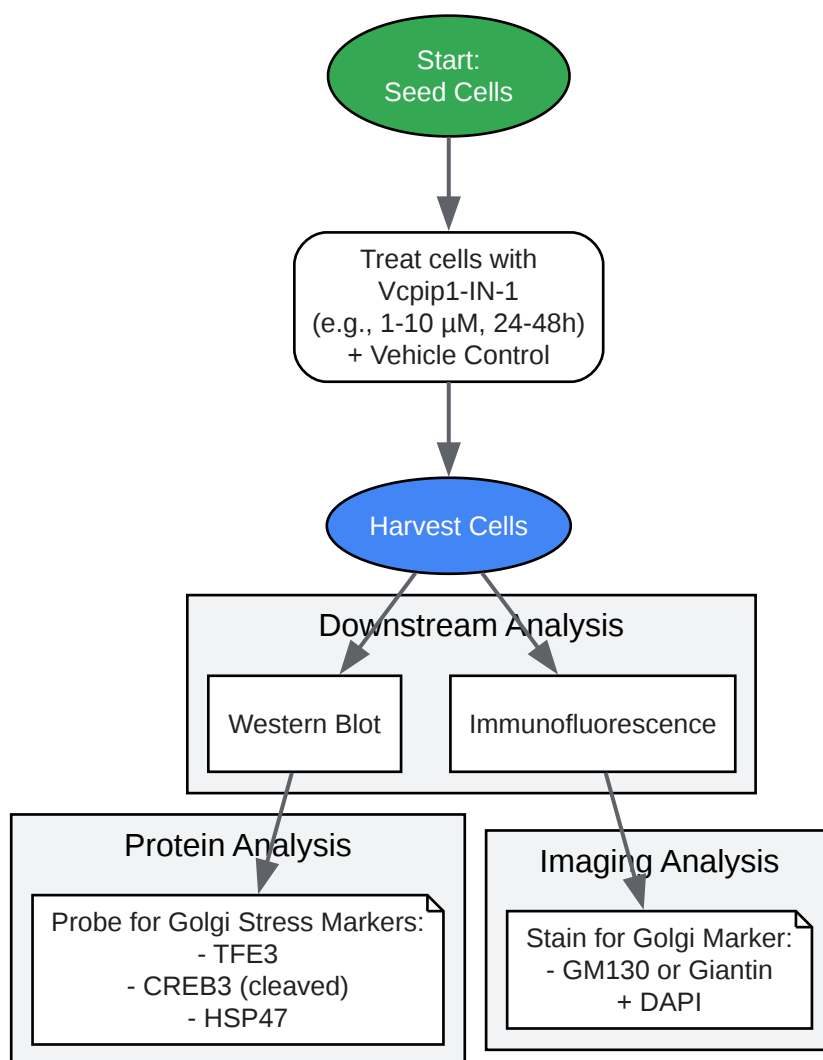 Start:
Seed Cells
Treat cells with
Vcpip1-IN-1
(e.g., 1-10 µM, 24-48h)
+ Vehicle Control
Harvest Cells
Downstream Analysis
Western Blot
Immunofluorescence
Protein Analysis
Probe for Golgi Stress Markers:
- TFE3
- CREB3 (cleaved)
- HSP47
Imaging Analysis
Stain for Golgi Marker:
- GM130 or Giantin
+ DAPI